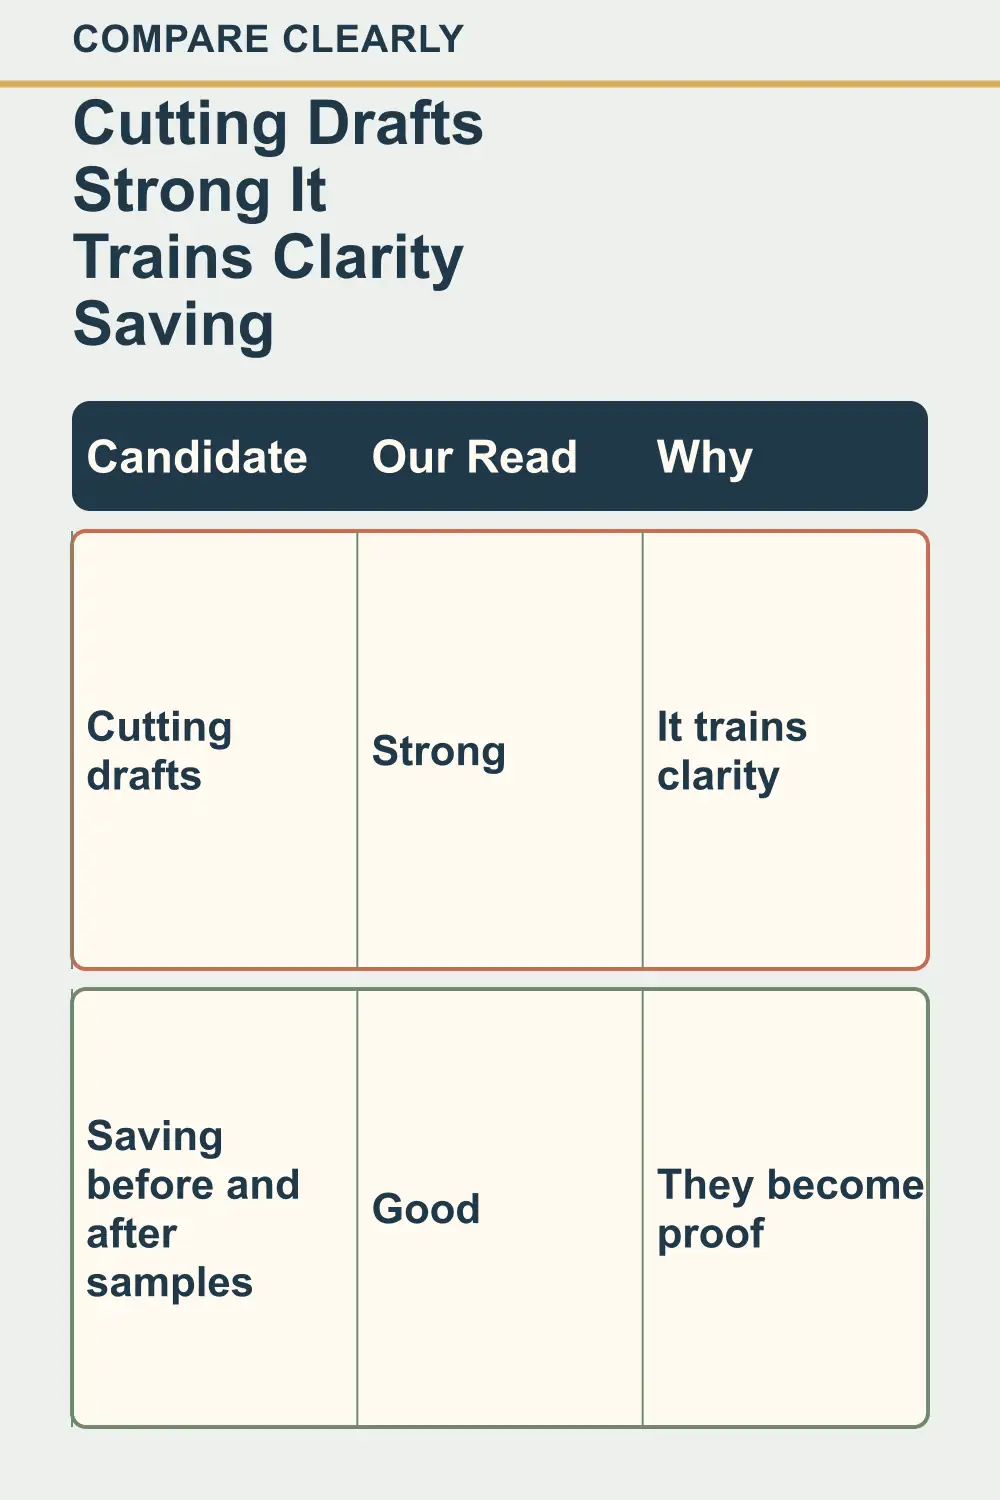 COMPARE CLEARLY
Cutting Drafts
Strong It
Trains Clarity
Saving
Candidate Our Read Why
Cutting
drafts
Strong
It trains
clarity
Saving
before and
after
samples
Good
They become
proof